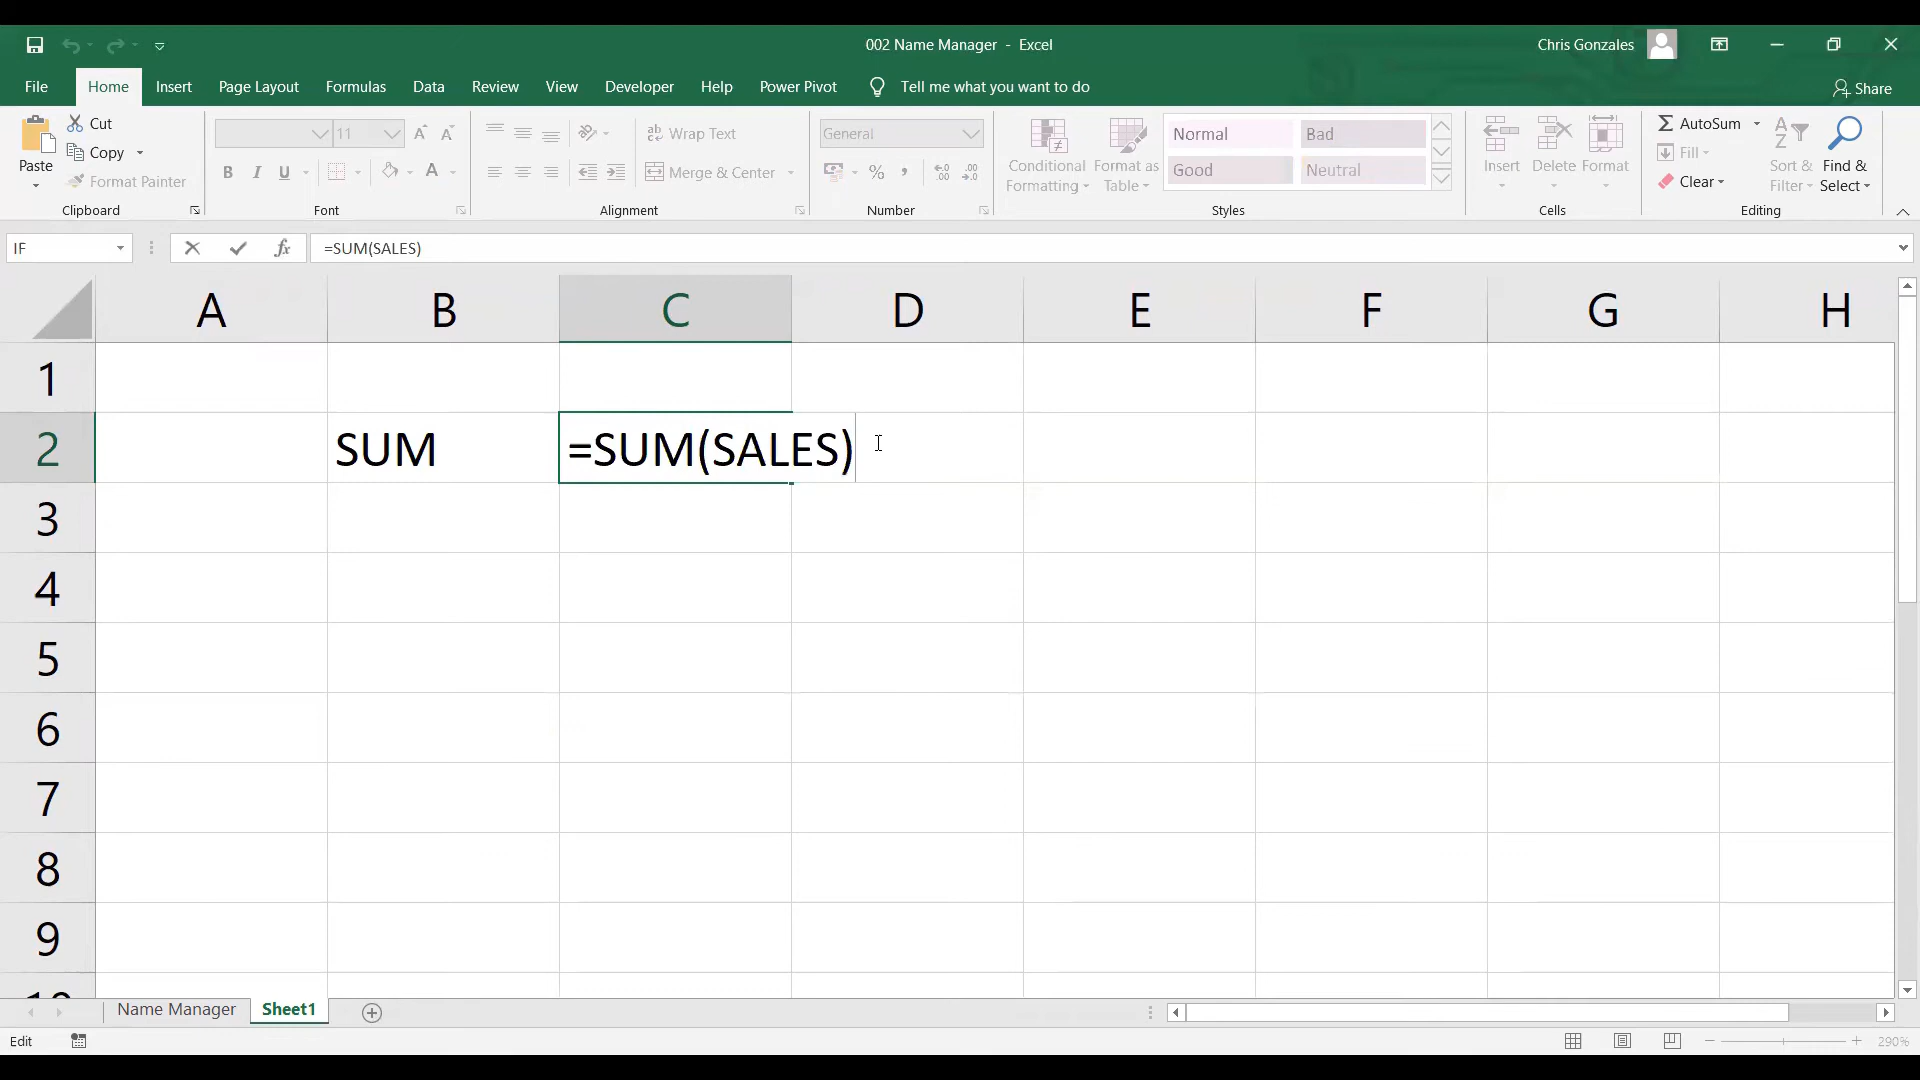 002 Name Manager - Excel
Chris Gonzales
File Home Insert Page Layout Formulas Data Review View Developer Help Power Pivot Tell me what you want to do
Share
Paste
Cut
Copy
Format Painter
Clipboard
11
B I U A
Font
ab Wrap Text
Merge & Center
Alignment
General
% ,
Number
Conditional Formatting
Format as Table
Normal Bad
Good Neutral
Styles
Insert Delete Format
Cells
Σ AutoSum
Fill
Clear
Sort & Filter
Find & Select
Editing
IF fx =SUM(SALES)
A B C D E F G H
1
2 SUM =SUM(SALES)
3
4
5
6
7
8
9
10
Name Manager Sheet1
Edit 290%